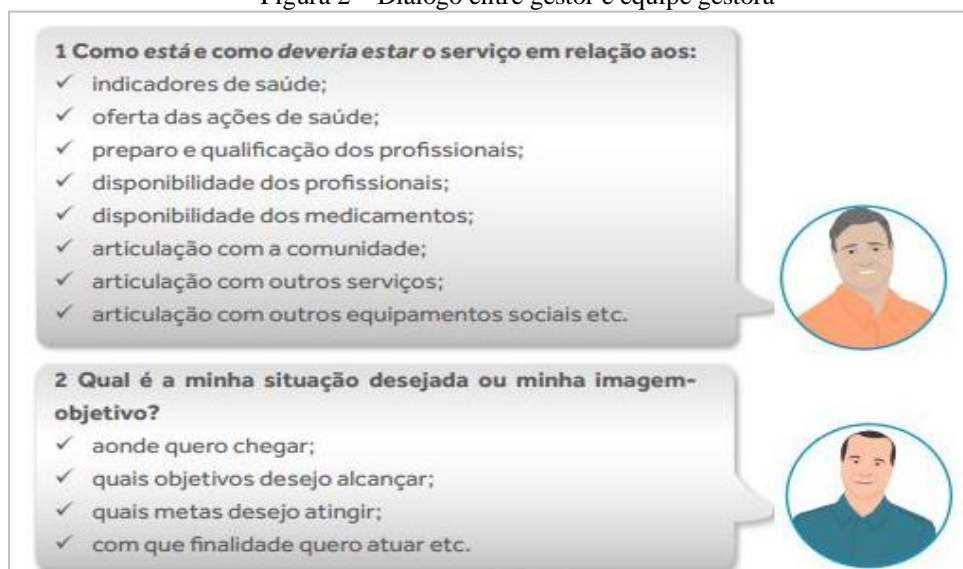 Figura 2 – Diálogo entre gestor e equipe gestora
1 Como está e como deveria estar o serviço em relação aos:
✓ indicadores de saúde;
✓ oferta das ações de saúde;
✓ preparo e qualificação dos profissionais;
✓ disponibilidade dos profissionais;
✓ disponibilidade dos medicamentos;
✓ articulação com a comunidade;
✓ articulação com outros serviços;
✓ articulação com outros equipamentos sociais etc.
2 Qual é a minha situação desejada ou minha imagem-
objetivo?
✓ aonde quero chegar;
✓ quais objetivos desejo alcançar;
✓ quais metas desejo atingir;
✓ com que finalidade quero atuar etc.